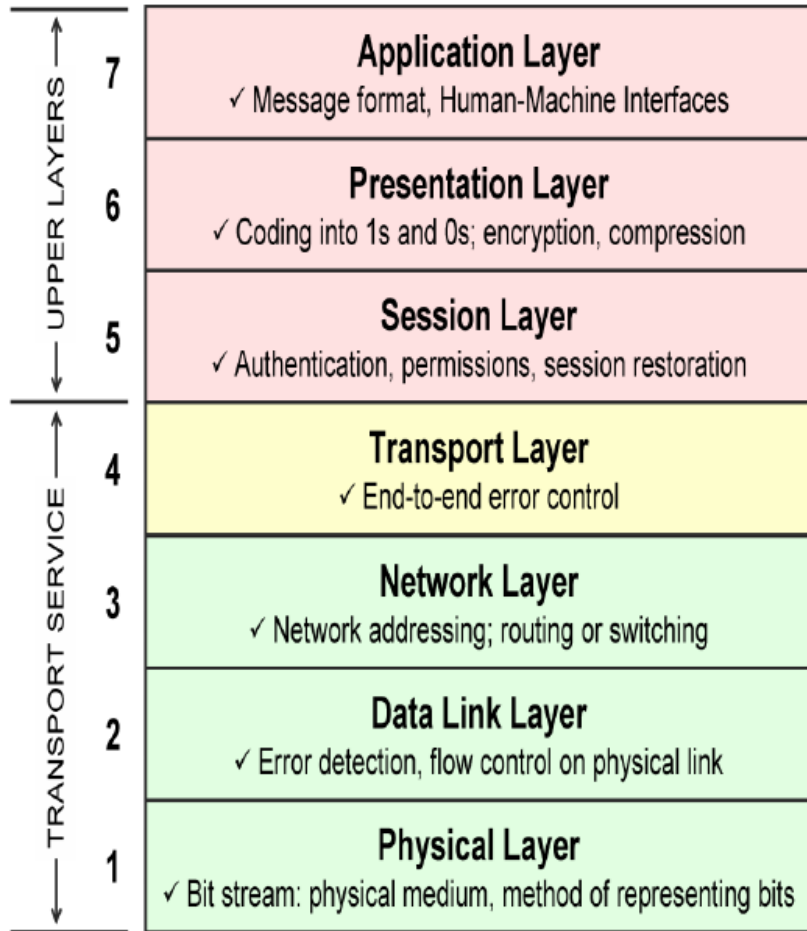 UPPER LAYERS
7
Application Layer
✓ Message format, Human-Machine Interfaces
6
Presentation Layer
✓ Coding into 1s and 0s; encryption, compression
5
Session Layer
✓ Authentication, permissions, session restoration
TRANSPORT SERVICE
4
Transport Layer
✓ End-to-end error control
3
Network Layer
✓ Network addressing; routing or switching
2
Data Link Layer
✓ Error detection, flow control on physical link
1
Physical Layer
✓ Bit stream: physical medium, method of representing bits